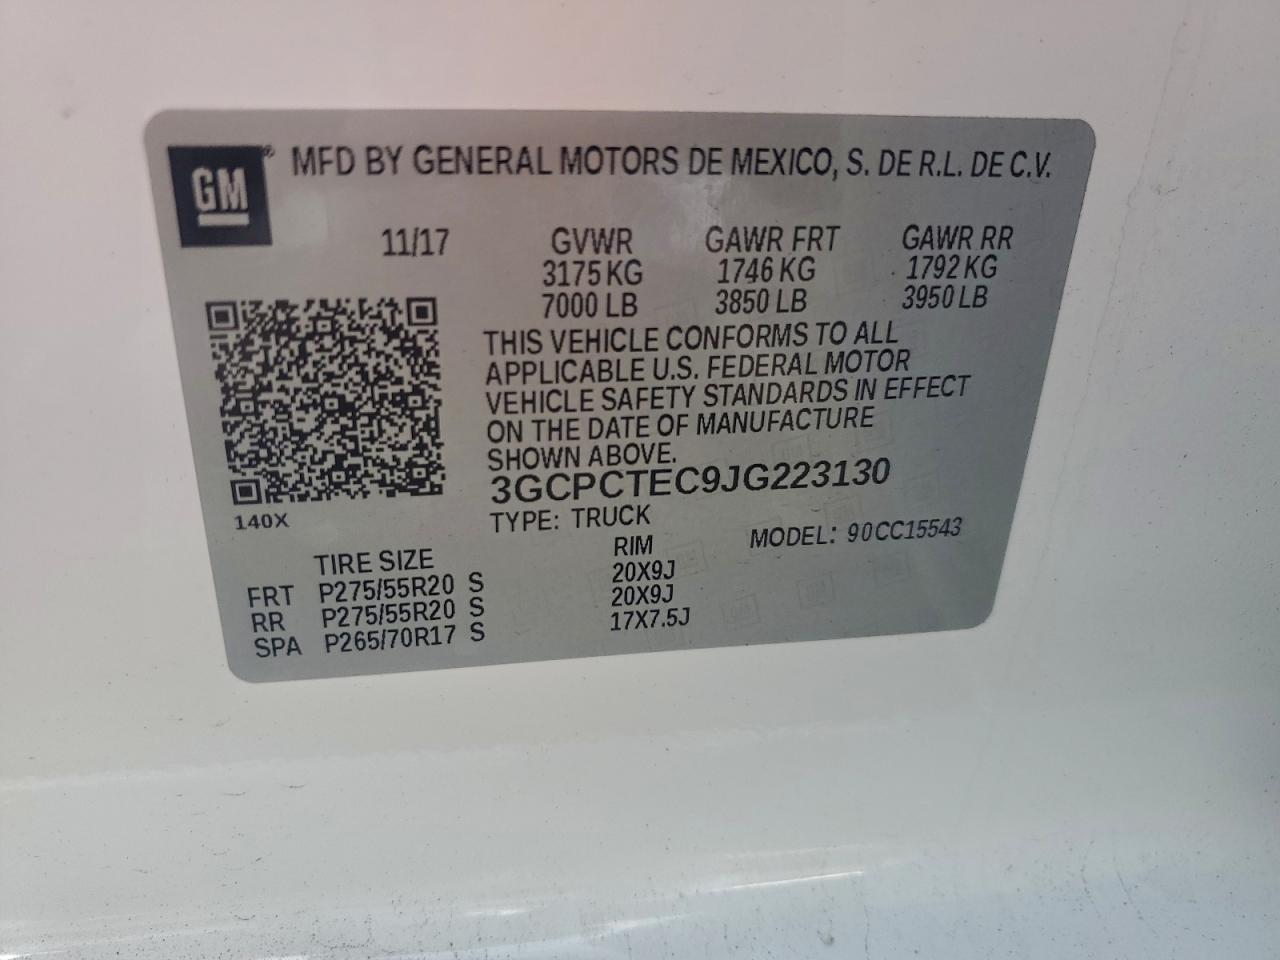 GM® MFD BY GENERAL MOTORS DE MEXICO, S. DE R.L. DE C.V.
11/17 GVWR GAWR FRT GAWR RR
3175 KG 1746 KG 1792 KG
7000 LB 3850 LB 3950 LB
THIS VEHICLE CONFORMS TO ALL
APPLICABLE U.S. FEDERAL MOTOR
VEHICLE SAFETY STANDARDS IN EFFECT
ON THE DATE OF MANUFACTURE
SHOWN ABOVE.
3GCPCTEC9JG223130
140X TYPE: TRUCK MODEL: 90CC15543
TIRE SIZE RIM
FRT P275/55R20 S 20X9J
RR P275/55R20 S 20X9J
SPA P265/70R17 S 17X7.5J